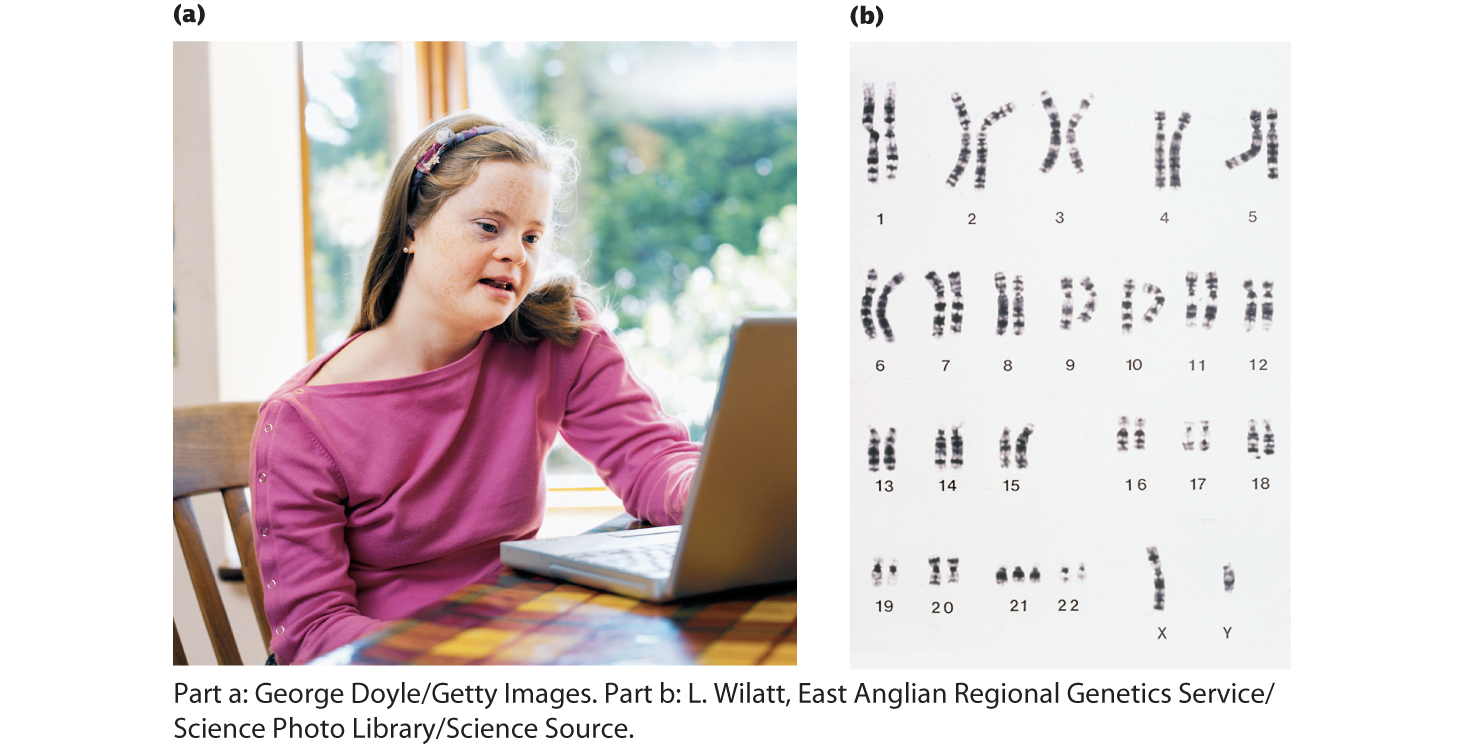 (a) (b)
1 2 3 4 5
6 7 8 9 10 11 12
13 14 15 16 17 18
19 20 21 22
X Y
Part a: George Doyle/Getty Images. Part b: L. Wilatt, East Anglian Regional Genetics Service/
Science Photo Library/Science Source.